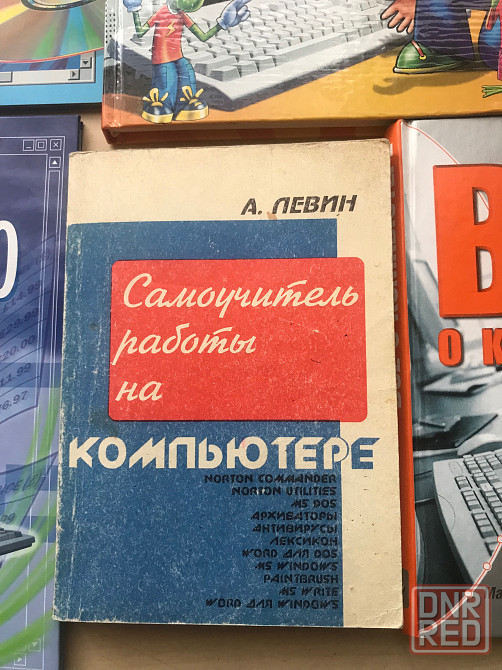 А. ЛЕВИН
Самоучитель
работы
на
КОМПЬЮТЕРЕ
NORTON COMMANDER
NORTON UTILITIES
MS DOS
АРХИВАТОРЫ
АНТИВИРУСЫ
ЛЕКСИКОН
WORD ДЛЯ DOS
MS WINDOWS
PAINTBRUSH
MS WRITE
WORD ДЛЯ WINDOWS
DNR
RED